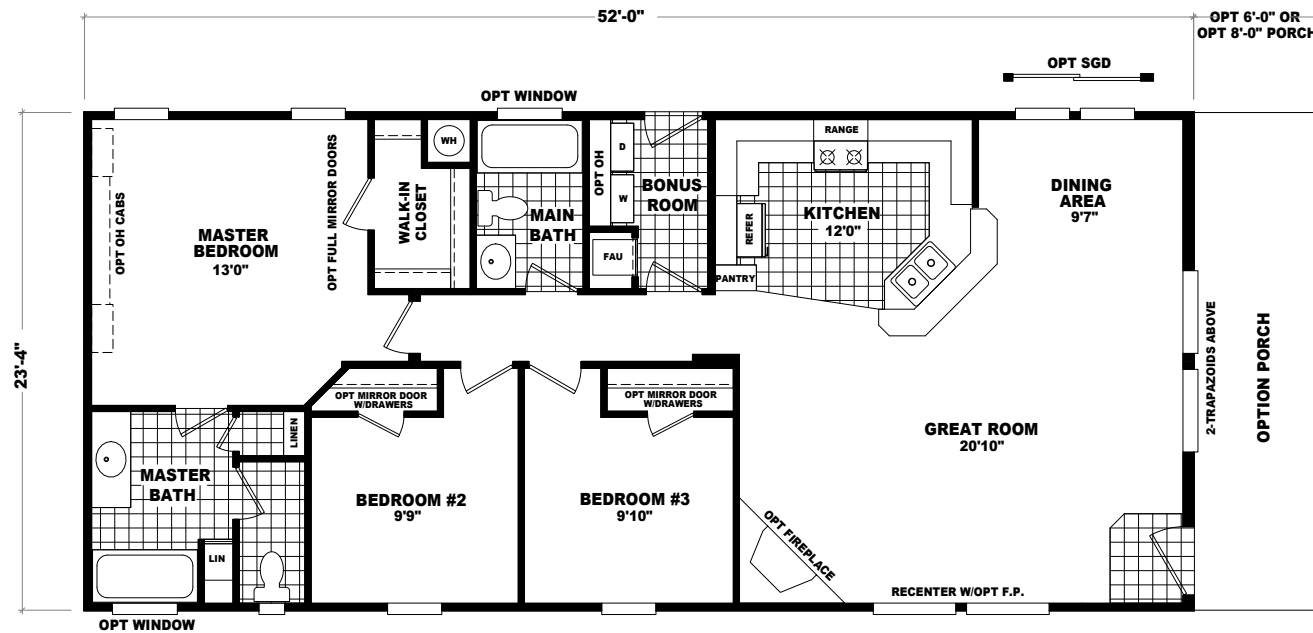 52'-0"
OPT 6'-0" OR
OPT 8'-0" PORCH
OPT SGD
OPT WINDOW
RANGE
WH
D
OPT OH
W
BONUS
ROOM
OPT FULL MIRROR DOORS
WALK-IN
CLOSET
MAIN
BATH
KITCHEN
12'0"
REFER
DINING
AREA
9'7"
OPT OH CABS
MASTER
BEDROOM
13'0"
FAU
PANTRY
23'-4"
2-TRAPAZOIDS ABOVE
OPTION PORCH
OPT MIRROR DOOR
W/DRAWERS
OPT MIRROR DOOR
W/DRAWERS
LINEN
GREAT ROOM
20'10"
MASTER
BATH
BEDROOM #2
9'9"
BEDROOM #3
9'10"
LIN
OPT FIREPLACE
RECENTER W/OPT F.P.
OPT WINDOW